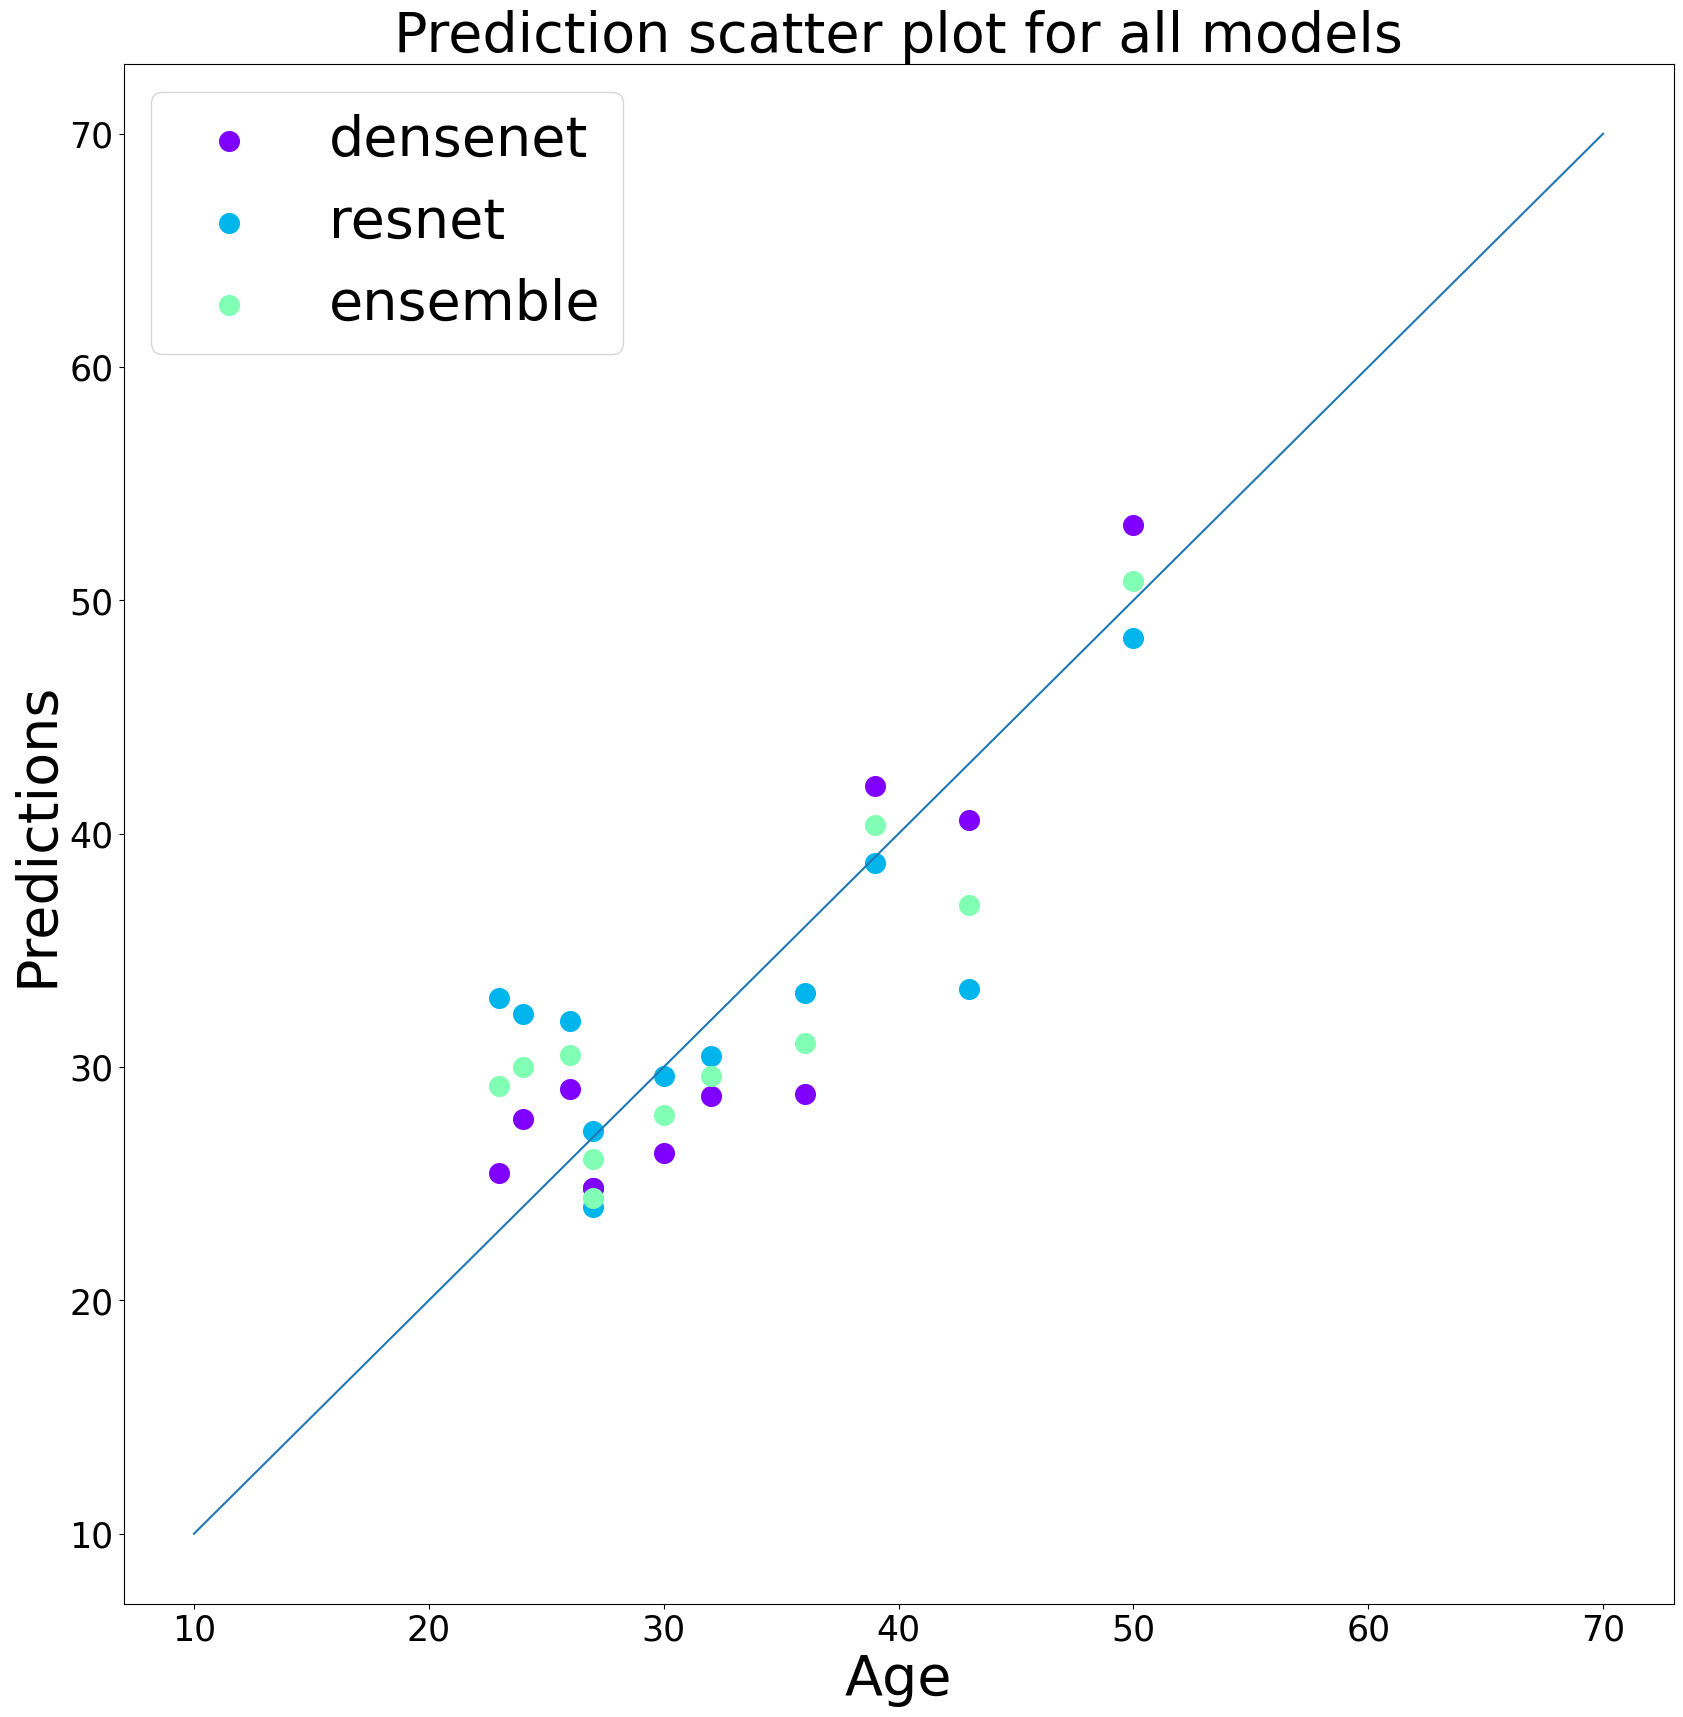 Prediction scatter plot for all models
densenet
resnet
ensemble
70
60
50
40
30
20
10
Predictions
10 20 30 40 50 60 70
Age